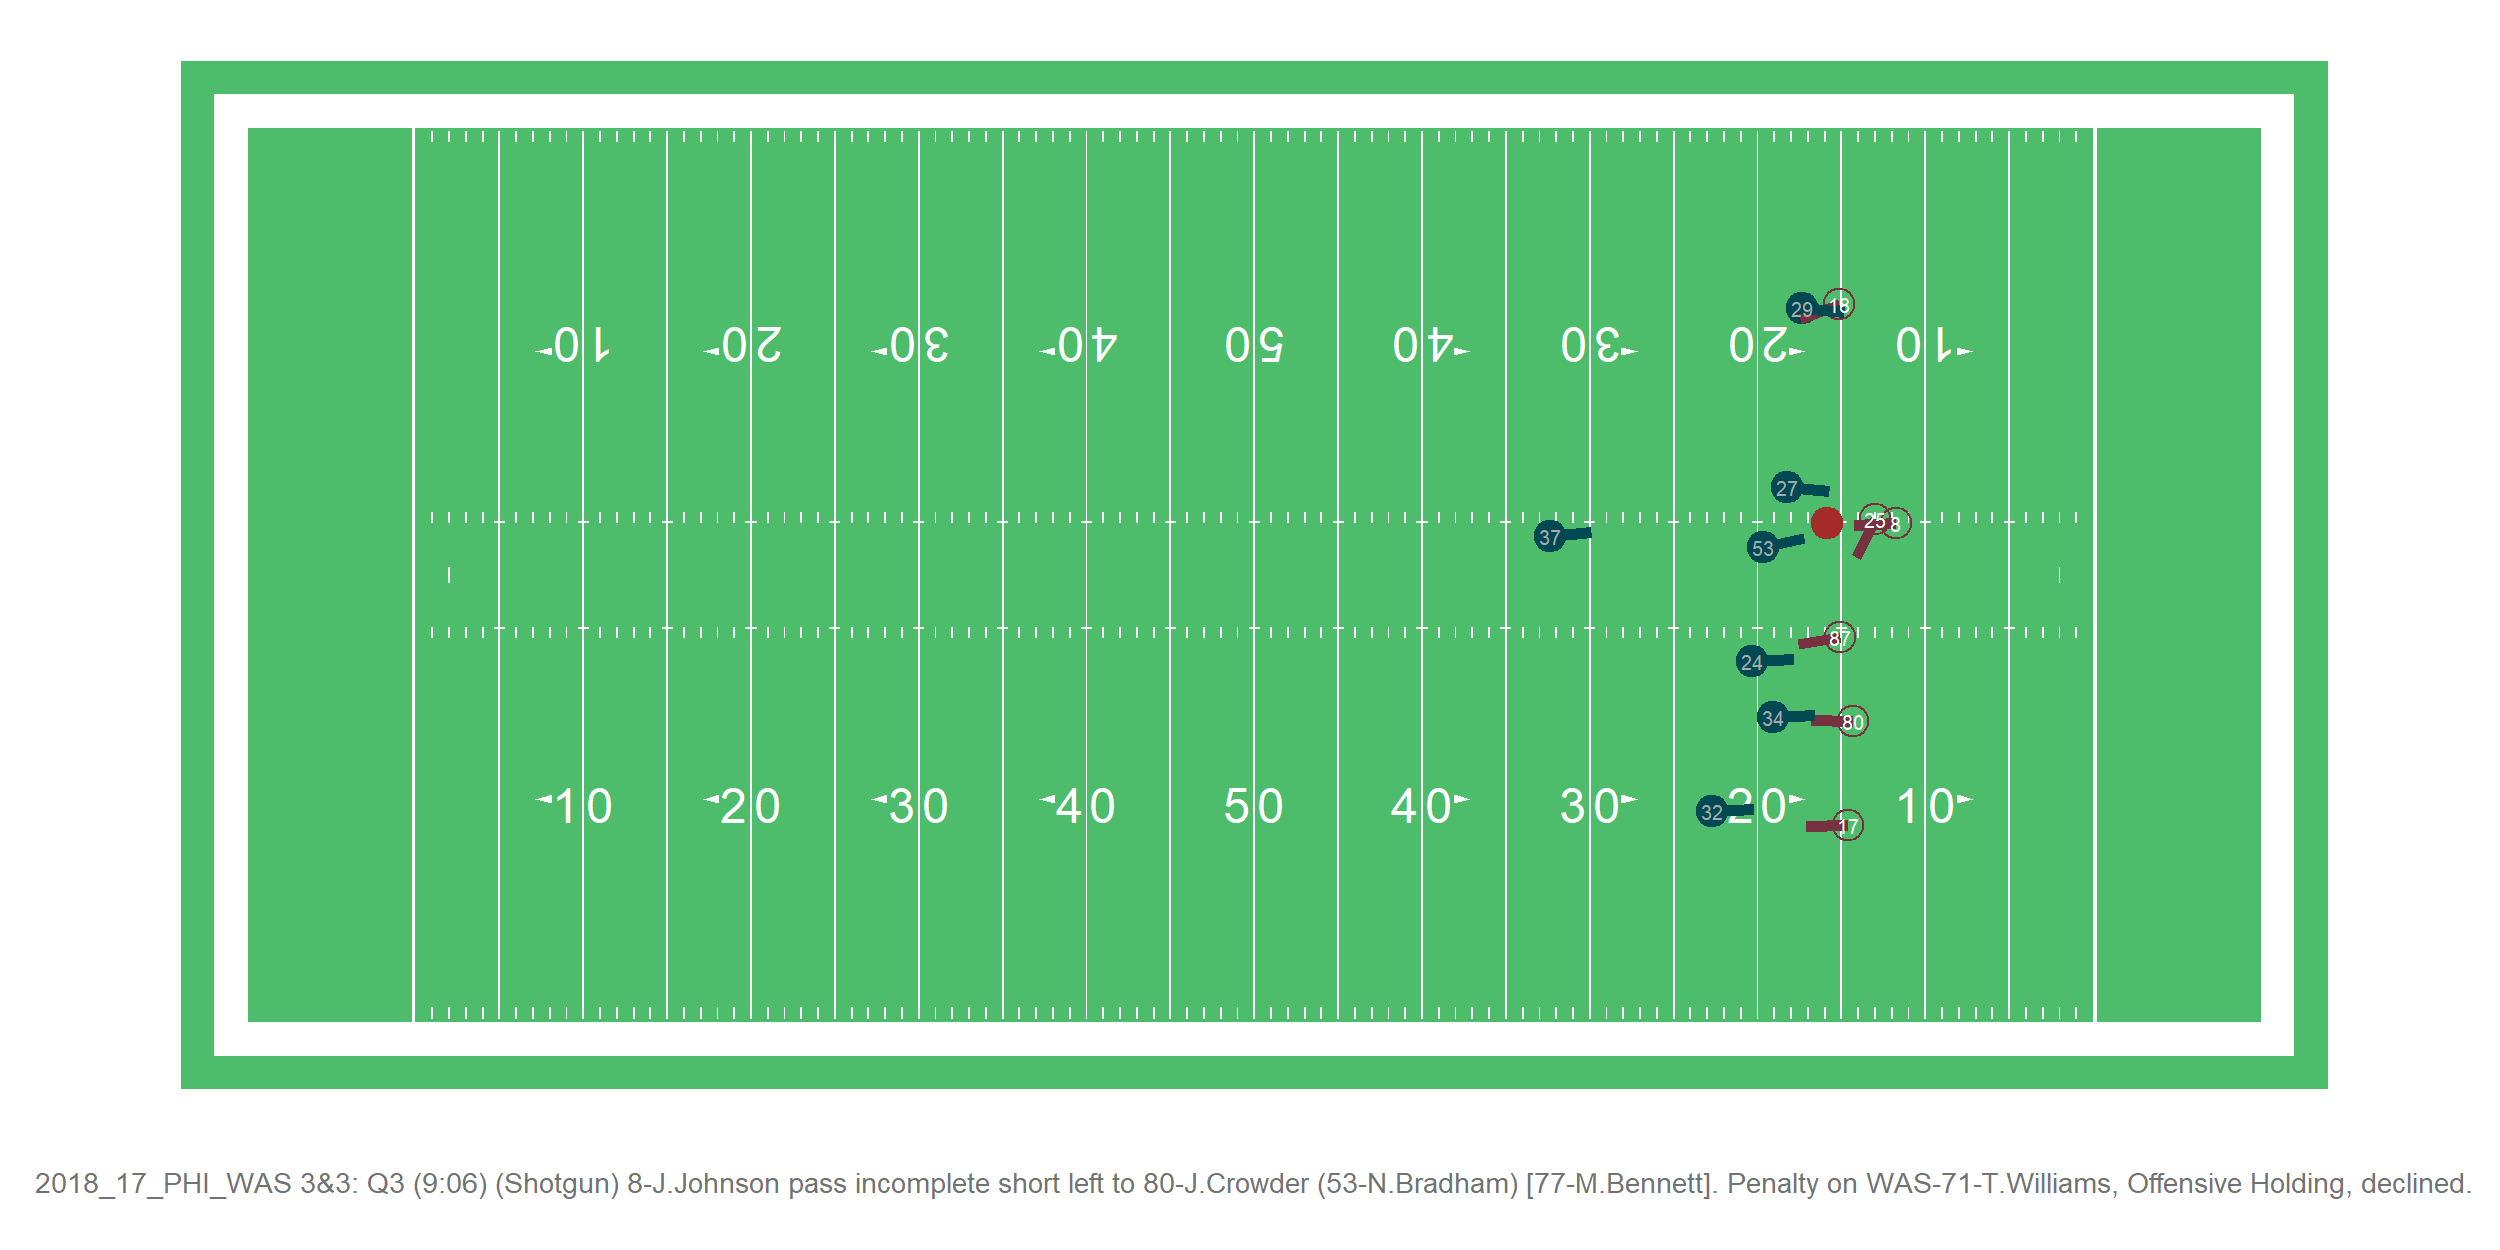 10 20 30 40 50 40 30 20 10
29 18
27
25 8
37 53
87
24
34 80
32 17
10 20 30 40 50 40 30 20 10
2018_17_PHI_WAS 3&3: Q3 (9:06) (Shotgun) 8-J.Johnson pass incomplete short left to 80-J.Crowder (53-N.Bradham) [77-M.Bennett]. Penalty on WAS-71-T.Williams, Offensive Holding, declined.